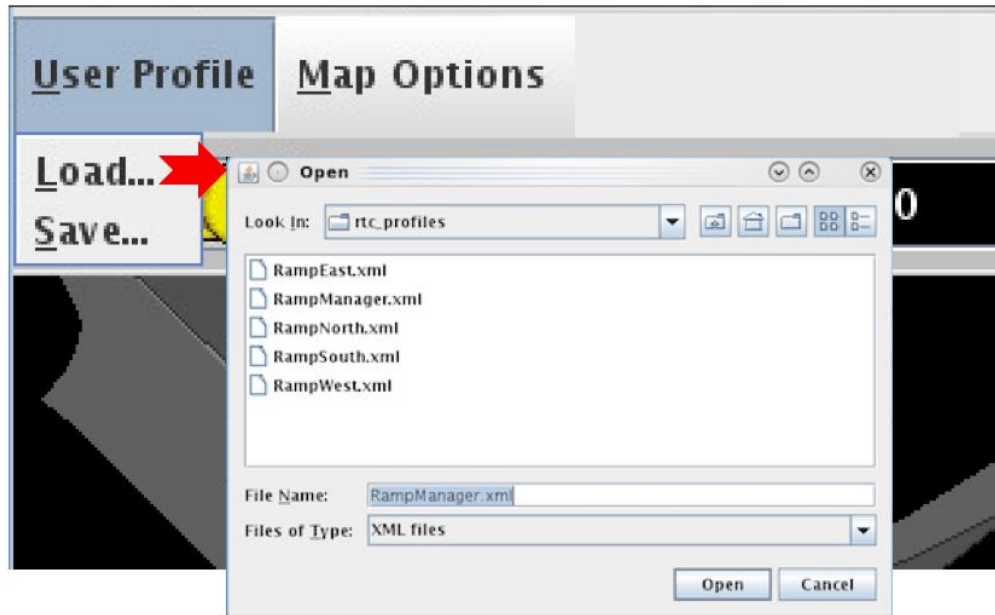 User Profile Map Options
Load...
Save...
Open
0
Look In: rtc_profiles
RampEast.xml
RampManager.xml
RampNorth.xml
RampSouth.xml
RampWest.xml
File Name: RampManager.xml
Files of Type: XML files
Open Cancel